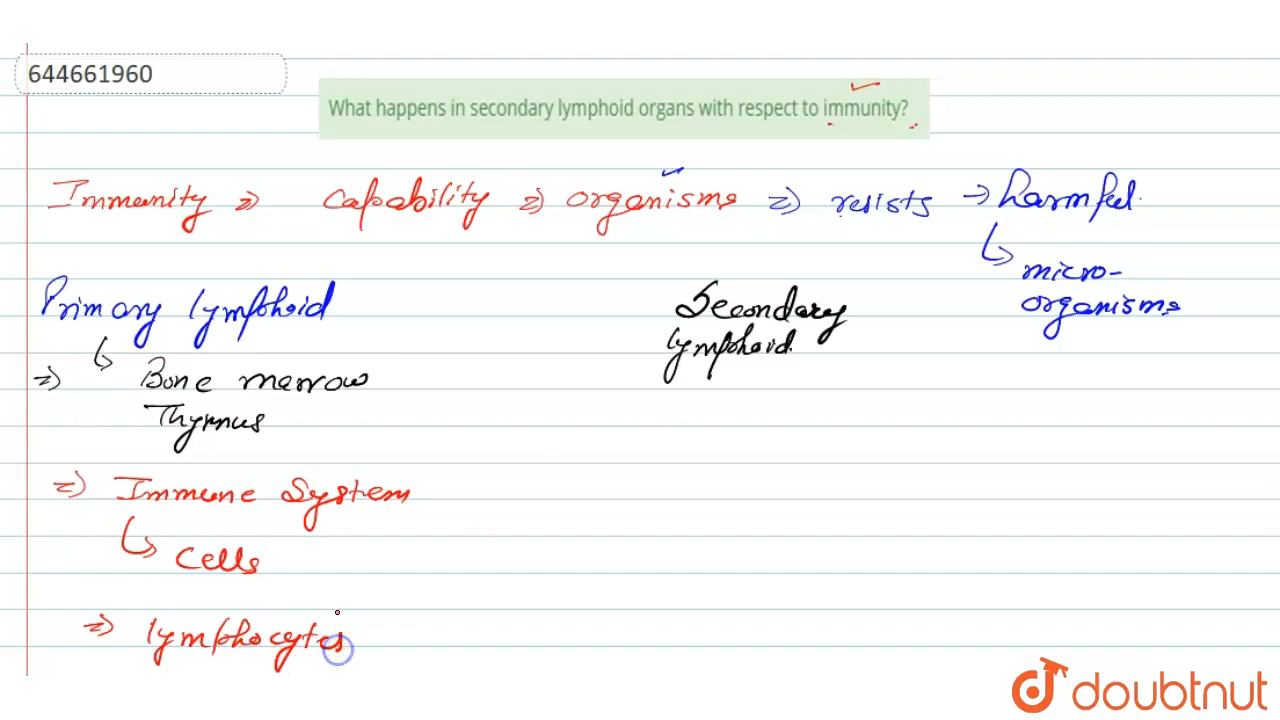 644661960
What happens in secondary lymphoid organs with respect to immunity?
Immunity ⇒ Capability ⇒ organisms ⇒ resists → harmful
↳ micro-
organisms
Primary lymphoid
Secondary
lymphoid.
↳
⇒ Bone marrow
Thymus
⇒ Immune System
↳ Cells
⇒ lymphocytes
doubtnut